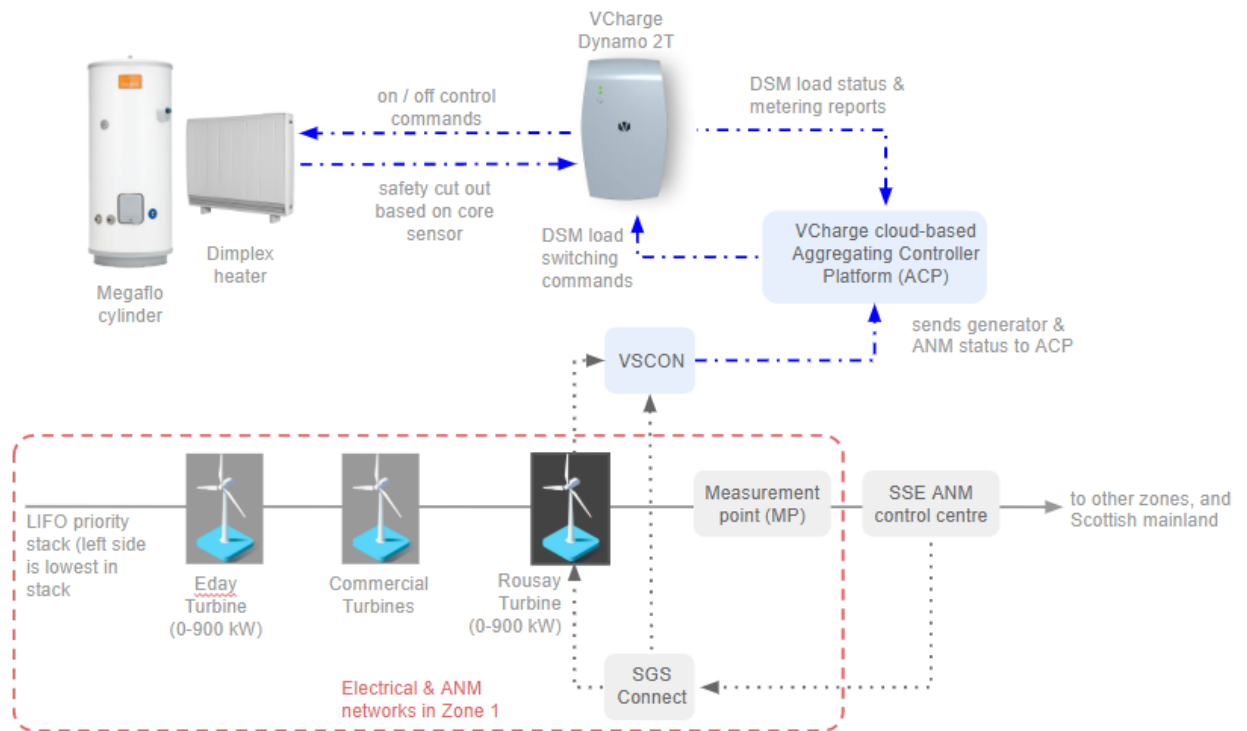 VCharge
Dynamo 2T
on / off control
commands
DSM load status &
metering reports
safety cut out
based on core
sensor
Dimplex
heater
Megaflo
cylinder
DSM load
switching
commands
VCharge cloud-based
Aggregating Controller
Platform (ACP)
sends generator &
ANM status to ACP
VSCON
LIFO priority
stack (left side
is lowest in
stack
Eday
Turbine
(0-900 kW)
Commercial
Turbines
Rousay
Turbine
(0-900 kW)
Measurement
point (MP)
SSE ANM
control centre
to other zones, and
Scottish mainland
SGS
Connect
Electrical & ANM
networks in Zone 1